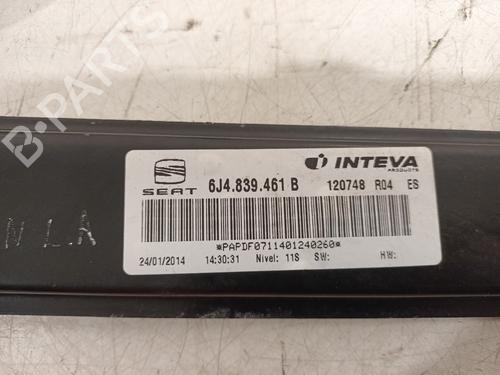 B-PARTS
SEAT
6J4.839.461 B
INTEVA
PRODUCTS
120748 R04 ES
*PAPDF0711401240260*
24/01/2014 14:30:31 Nivel: 11S SW: HW:
N L A